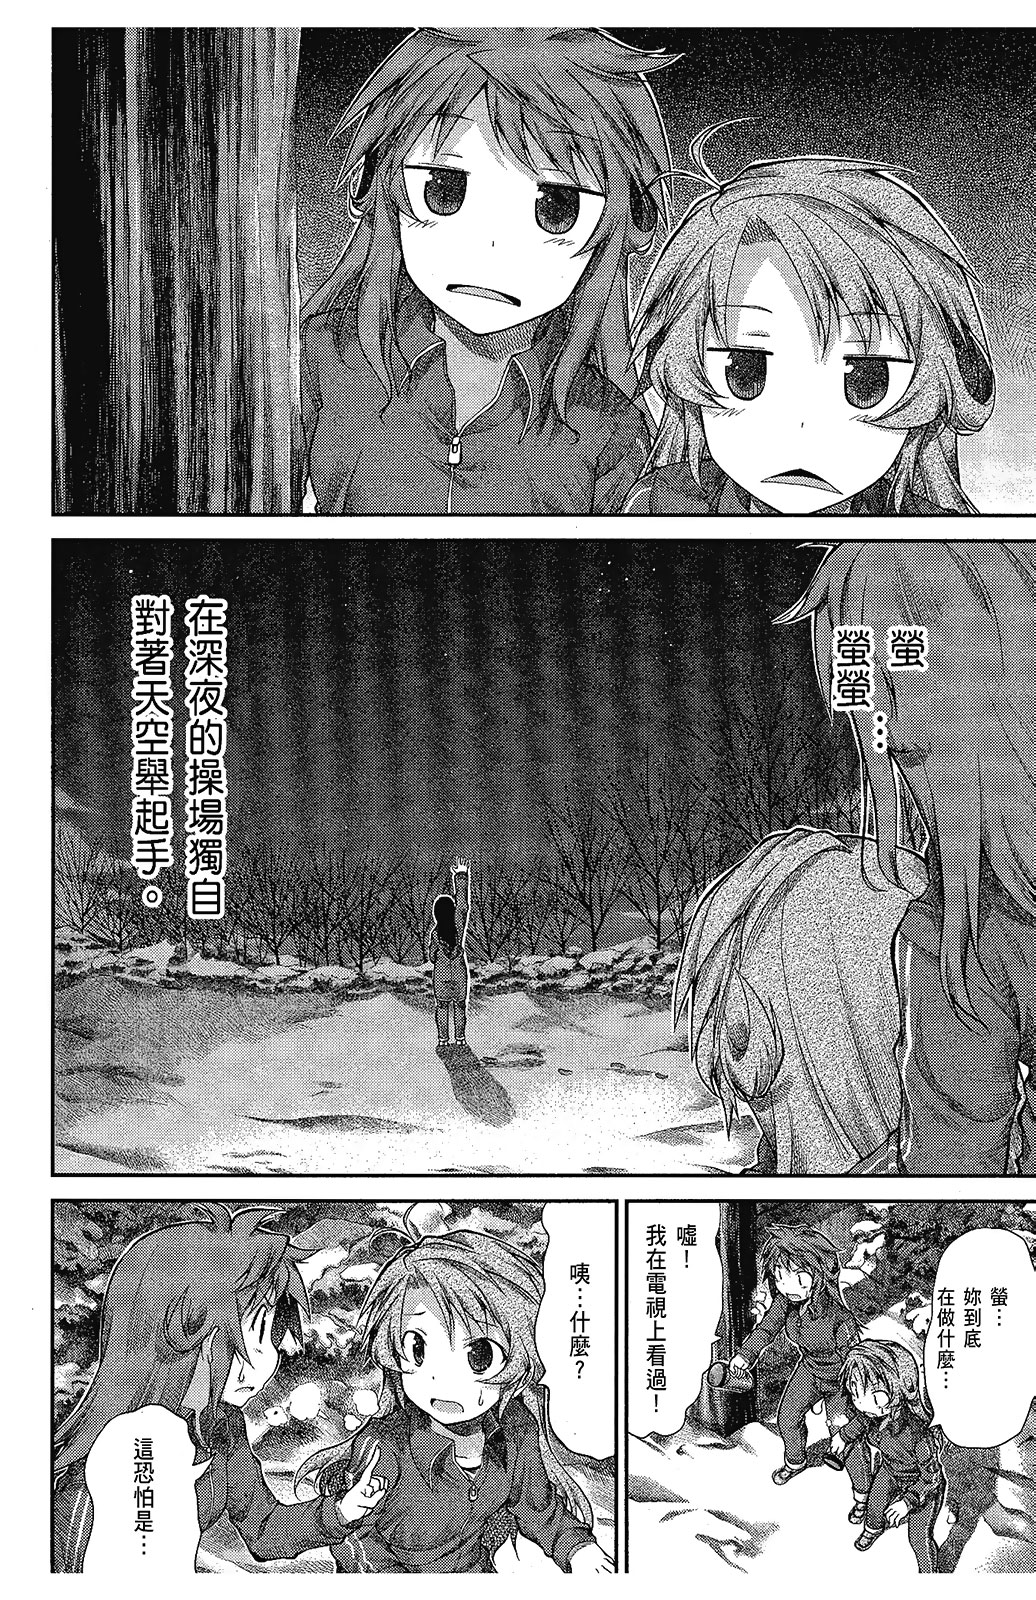 螢…
螢螢
在深夜的操場獨自
對著天空舉起手。
螢…
妳到底
在做什麼…
噓！
我在電視上看過！
咦…什麼？
這恐怕是…